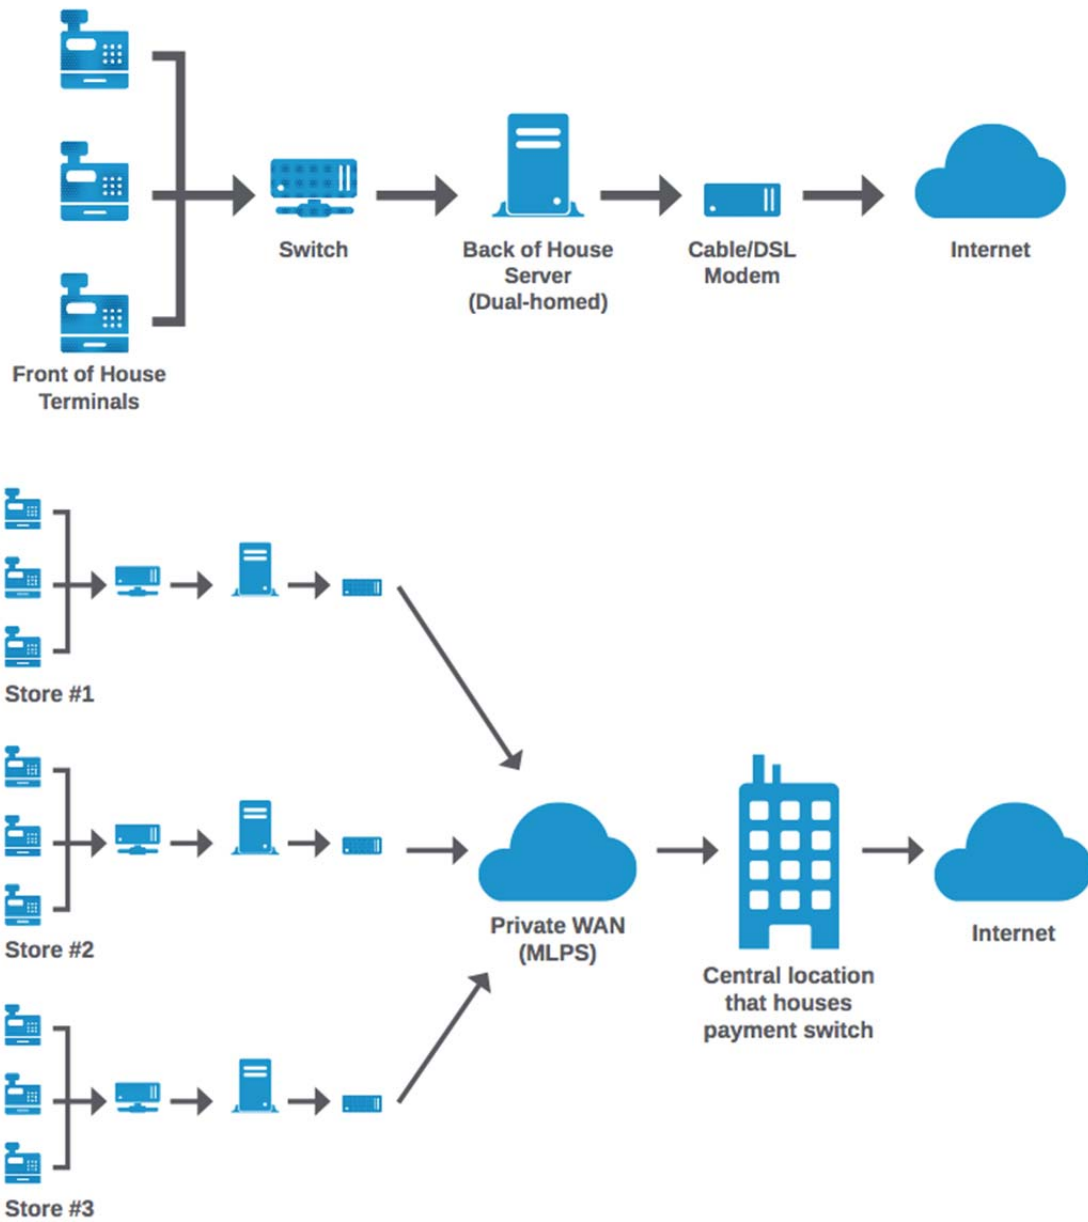 Switch
Back of House
Server
(Dual-homed)
Cable/DSL
Modem
Internet
Front of House
Terminals
Store #1
Store #2
Private WAN
(MLPS)
Central location
that houses
payment switch
Internet
Store #3